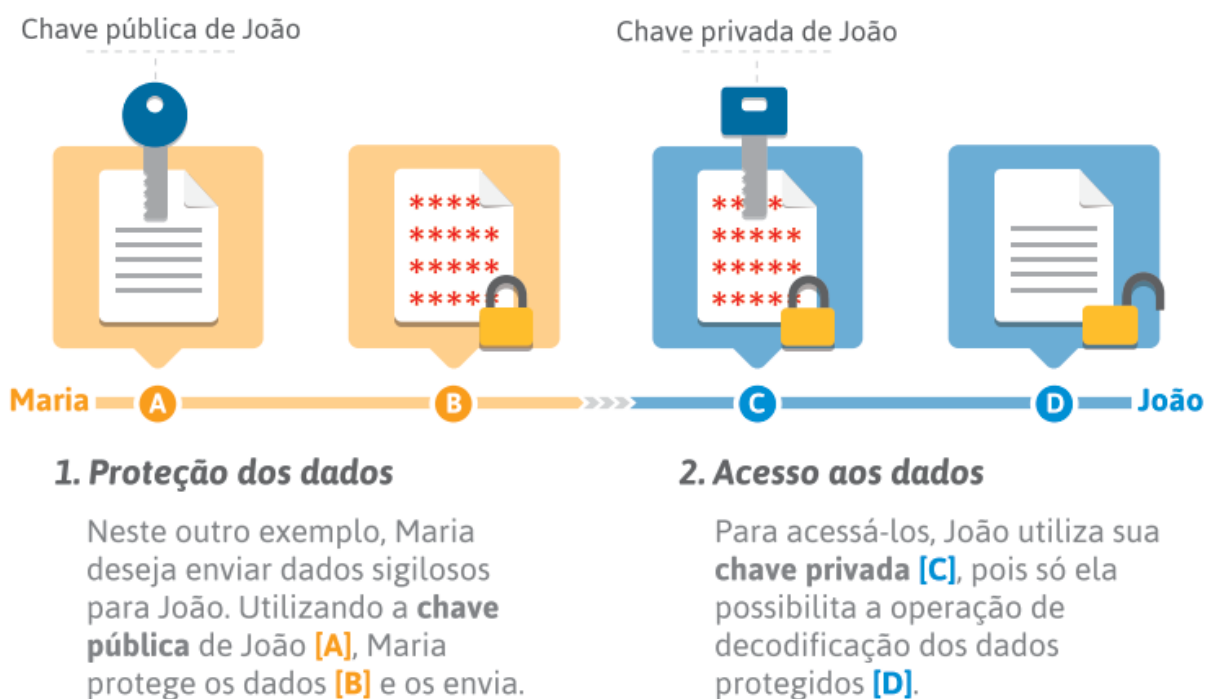 Chave pública de João
Chave privada de João
****
*****
*****
*****
*****
*****
*****
*****
Maria
A
B
C
D
João
1. Proteção dos dados
Neste outro exemplo, Maria
deseja enviar dados sigilosos
para João. Utilizando a chave
pública de João [A], Maria
protege os dados [B] e os envia.
2. Acesso aos dados
Para acessá-los, João utiliza sua
chave privada [C], pois só ela
possibilita a operação de
decodificação dos dados
protegidos [D].